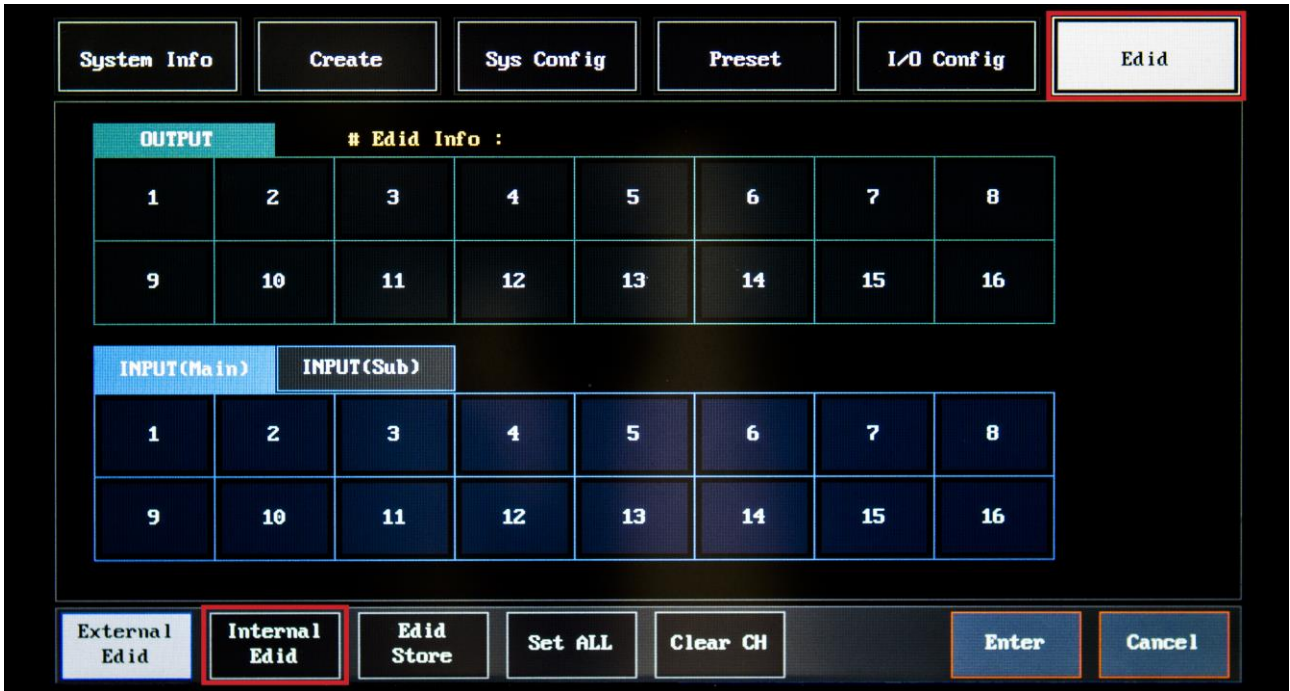 System Info
Create
Sys Config
Preset
I/O Config
Edid
OUTPUT
# Edid Info :
1 2 3 4 5 6 7 8
9 10 11 12 13 14 15 16
INPUT(Main)
INPUT(Sub)
1 2 3 4 5 6 7 8
9 10 11 12 13 14 15 16
External
Edid
Internal
Edid
Edid
Store
Set ALL
Clear CH
Enter
Cancel